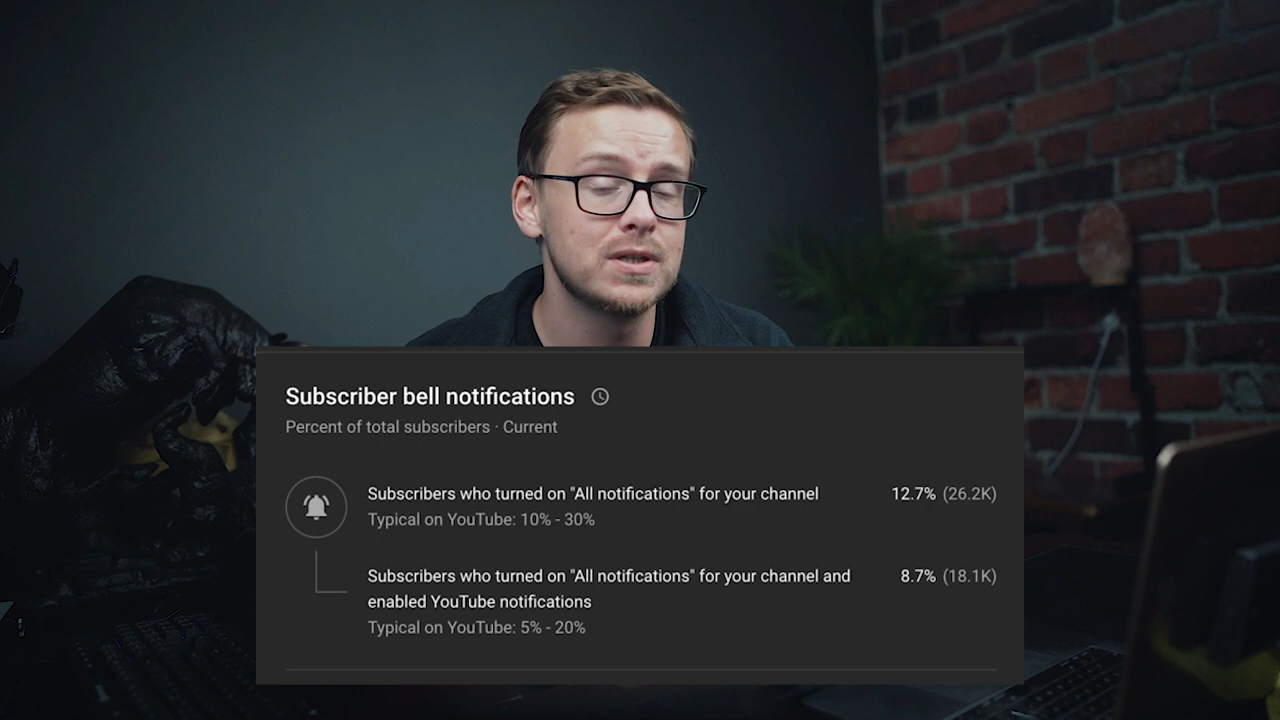 Subscriber bell notifications
Percent of total subscribers · Current
Subscribers who turned on "All notifications" for your channel 12.7% (26.2K)
Typical on YouTube: 10% - 30%
Subscribers who turned on "All notifications" for your channel and 8.7% (18.1K)
enabled YouTube notifications
Typical on YouTube: 5% - 20%